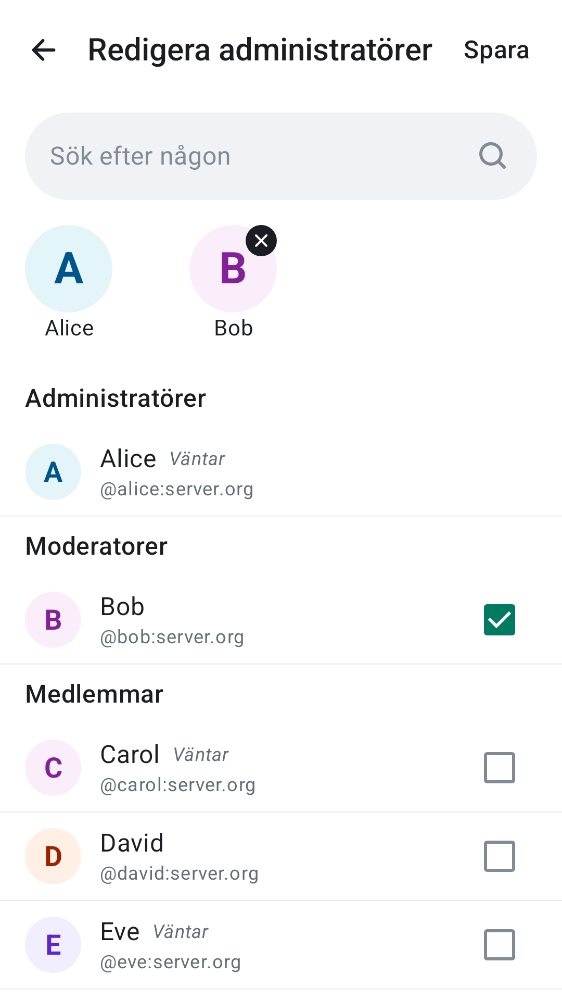 Redigera administratörer Spara
Sök efter någon
A B
Alice Bob
Administratörer
A Alice Väntar
@alice:server.org
Moderatorer
B Bob
@bob:server.org
Medlemmar
C Carol Väntar
@carol:server.org
D David
@david:server.org
E Eve Väntar
@eve:server.org